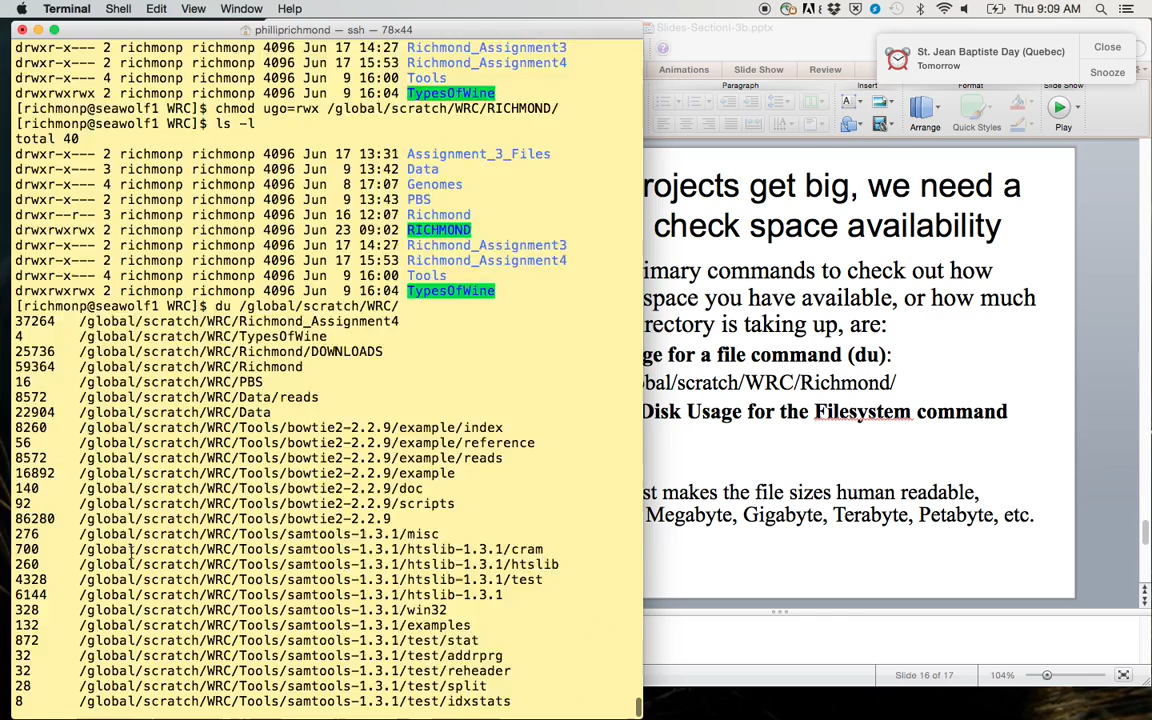 Terminal Shell Edit View Window Help Thu 9:09 AM
philliprichmond — ssh — 78×44
drwxr-x--- 2 richmonp richmonp 4096 Jun 17 14:27 Richmond_Assignment3
drwxr-x--- 2 richmonp richmonp 4096 Jun 17 15:53 Richmond_Assignment4
drwxr-x--- 4 richmonp richmonp 4096 Jun  9 16:00 Tools
drwxrwxrwx 2 richmonp richmonp 4096 Jun  9 16:04 TypesOfWine
[richmonp@seawolf1 WRC]$ chmod ugo=rwx /global/scratch/WRC/RICHMOND/
[richmonp@seawolf1 WRC]$ ls -l
total 40
drwxr-x--- 2 richmonp richmonp 4096 Jun 17 13:31 Assignment_3_Files
drwxr-x--- 3 richmonp richmonp 4096 Jun  9 13:42 Data
drwxr-x--- 4 richmonp richmonp 4096 Jun  8 17:07 Genomes
drwxr-x--- 2 richmonp richmonp 4096 Jun  9 13:43 PBS
drwxr--r-- 3 richmonp richmonp 4096 Jun 16 12:07 Richmond
drwxrwxrwx 2 richmonp richmonp 4096 Jun 23 09:02 RICHMOND
drwxr-x--- 2 richmonp richmonp 4096 Jun 17 14:27 Richmond_Assignment3
drwxr-x--- 2 richmonp richmonp 4096 Jun 17 15:53 Richmond_Assignment4
drwxr-x--- 4 richmonp richmonp 4096 Jun  9 16:00 Tools
drwxrwxrwx 2 richmonp richmonp 4096 Jun  9 16:04 TypesOfWine
[richmonp@seawolf1 WRC]$ du /global/scratch/WRC/
37264 /global/scratch/WRC/Richmond_Assignment4
4 /global/scratch/WRC/TypesOfWine
25736 /global/scratch/WRC/Richmond/DOWNLOADS
59364 /global/scratch/WRC/Richmond
16 /global/scratch/WRC/PBS
8572 /global/scratch/WRC/Data/reads
22904 /global/scratch/WRC/Data
8260 /global/scratch/WRC/Tools/bowtie2-2.2.9/example/index
56 /global/scratch/WRC/Tools/bowtie2-2.2.9/example/reference
8572 /global/scratch/WRC/Tools/bowtie2-2.2.9/example/reads
16892 /global/scratch/WRC/Tools/bowtie2-2.2.9/example
140 /global/scratch/WRC/Tools/bowtie2-2.2.9/doc
92 /global/scratch/WRC/Tools/bowtie2-2.2.9/scripts
86280 /global/scratch/WRC/Tools/bowtie2-2.2.9
276 /global/scratch/WRC/Tools/samtools-1.3.1/misc
700 /global/scratch/WRC/Tools/samtools-1.3.1/htslib-1.3.1/cram
260 /global/scratch/WRC/Tools/samtools-1.3.1/htslib-1.3.1/htslib
4328 /global/scratch/WRC/Tools/samtools-1.3.1/htslib-1.3.1/test
6144 /global/scratch/WRC/Tools/samtools-1.3.1/htslib-1.3.1
328 /global/scratch/WRC/Tools/samtools-1.3.1/win32
132 /global/scratch/WRC/Tools/samtools-1.3.1/examples
872 /global/scratch/WRC/Tools/samtools-1.3.1/test/stat
32 /global/scratch/WRC/Tools/samtools-1.3.1/test/addrprg
32 /global/scratch/WRC/Tools/samtools-1.3.1/test/reheader
28 /global/scratch/WRC/Tools/samtools-1.3.1/test/split
8 /global/scratch/WRC/Tools/samtools-1.3.1/test/idxstats
Slides-SectionI-3b.pptx
St. Jean Baptiste Day (Quebec)
Tomorrow
Close
Snooze
Animations Slide Show Review
Paragraph Insert Format Slide Show
Arrange Quick Styles Play
rojects get big, we need a
check space availability
imary commands to check out how
space you have available, or how much
rectory is taking up, are:
ge for a file command (du):
bal/scratch/WRC/Richmond/
Disk Usage for the Filesystem command
st makes the file sizes human readable,
Megabyte, Gigabyte, Terabyte, Petabyte, etc.
Slide 16 of 17 104%